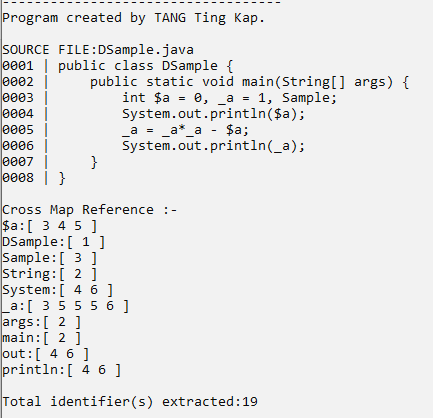 -----------------------------------
Program created by TANG Ting Kap.

SOURCE FILE:DSample.java
0001 | public class DSample {
0002 |     public static void main(String[] args) {
0003 |         int $a = 0, _a = 1, Sample;
0004 |         System.out.println($a);
0005 |         _a = _a*_a - $a;
0006 |         System.out.println(_a);
0007 |     }
0008 | }

Cross Map Reference :-
$a:[ 3 4 5 ]
DSample:[ 1 ]
Sample:[ 3 ]
String:[ 2 ]
System:[ 4 6 ]
_a:[ 3 5 5 5 6 ]
args:[ 2 ]
main:[ 2 ]
out:[ 4 6 ]
println:[ 4 6 ]

Total identifier(s) extracted:19